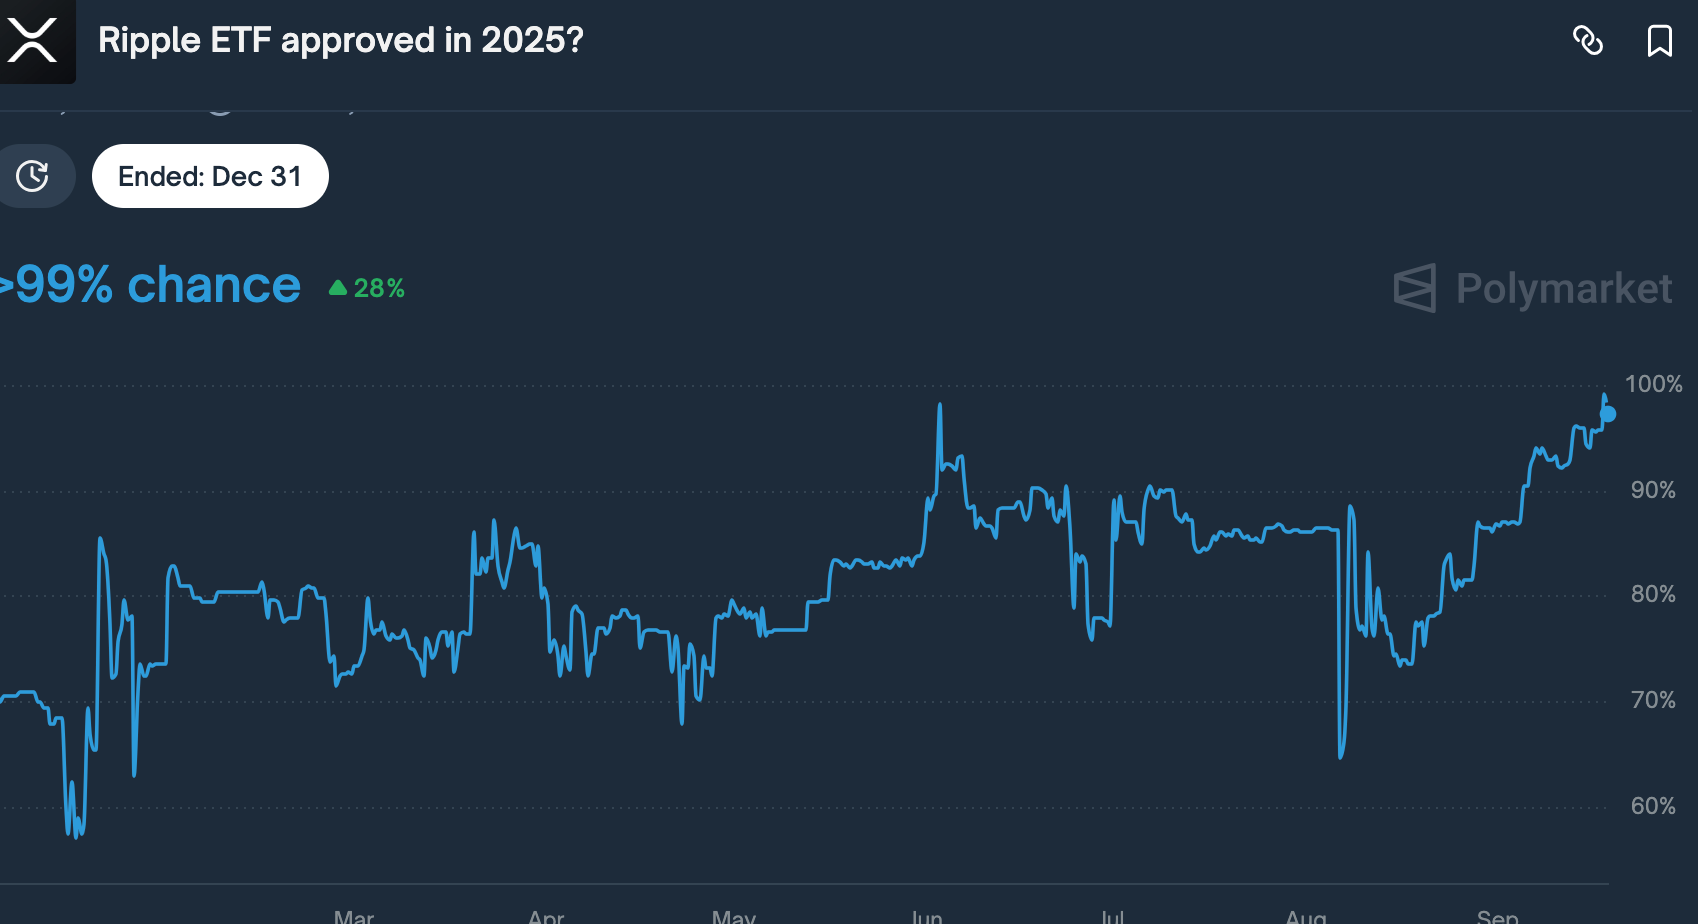 Ripple ETF approved in 2025?
Ended: Dec 31
>99% chance ▲ 28%
Polymarket
100%
90%
80%
70%
60%
Mar Apr May Jun Jul Aug Sep